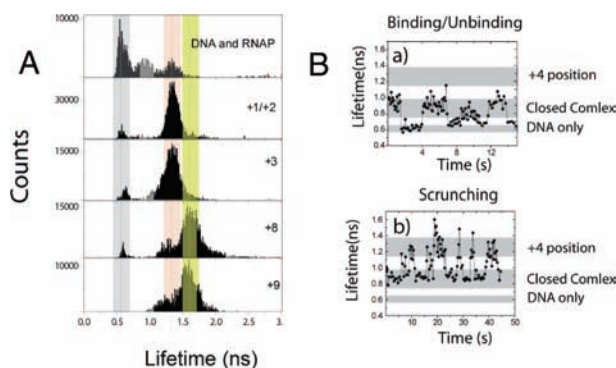 A
Counts
10000
DNA and RNAP
30000
+1/+2
15000
+3
15000
+8
10000
+9
0.0 0.5 1.0 1.5 2.0 2.5 3.
Lifetime (ns)
B
Binding/Unbinding
a)
Lifetime(ns)
1.6
1.4
1.2
1.0
0.8
0.6
4 8 12
Time (s)
+4 position
Closed Comlex
DNA only
Scrunching
b)
Lifetime(ns)
1.6
1.4
1.2
1.0
0.8
0.6
0 10 20 30 40 50
Time (s)
+4 position
Closed Comlex
DNA only